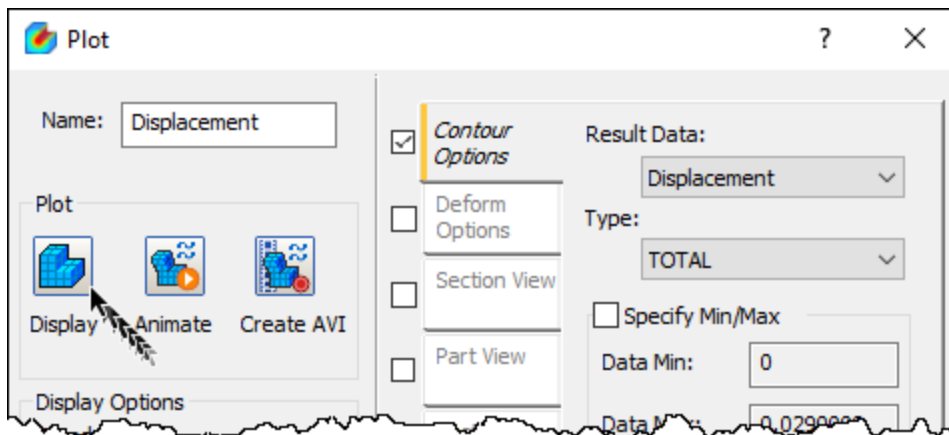 Plot
?
Name:
Displacement
Plot
Display
Animate
Create AVI
Display Options
Contour
Options
Deform
Options
Section View
Part View
Result Data:
Displacement
Type:
TOTAL
Specify Min/Max
Data Min:
0
Data